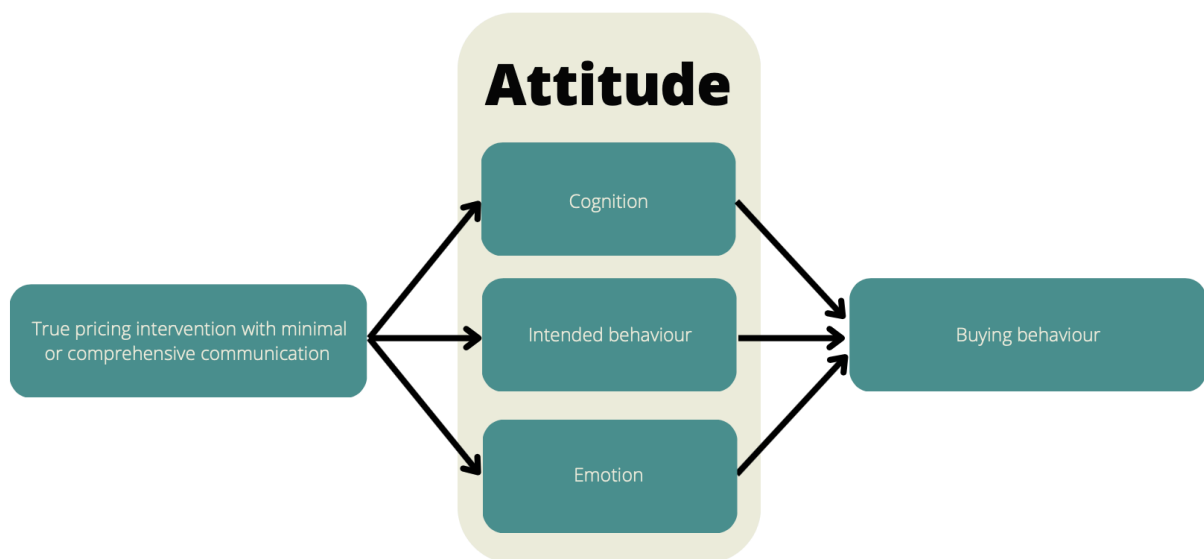 Attitude
Cognition
True pricing intervention with minimal
or comprehensive communication
Intended behaviour
Buying behaviour
Emotion